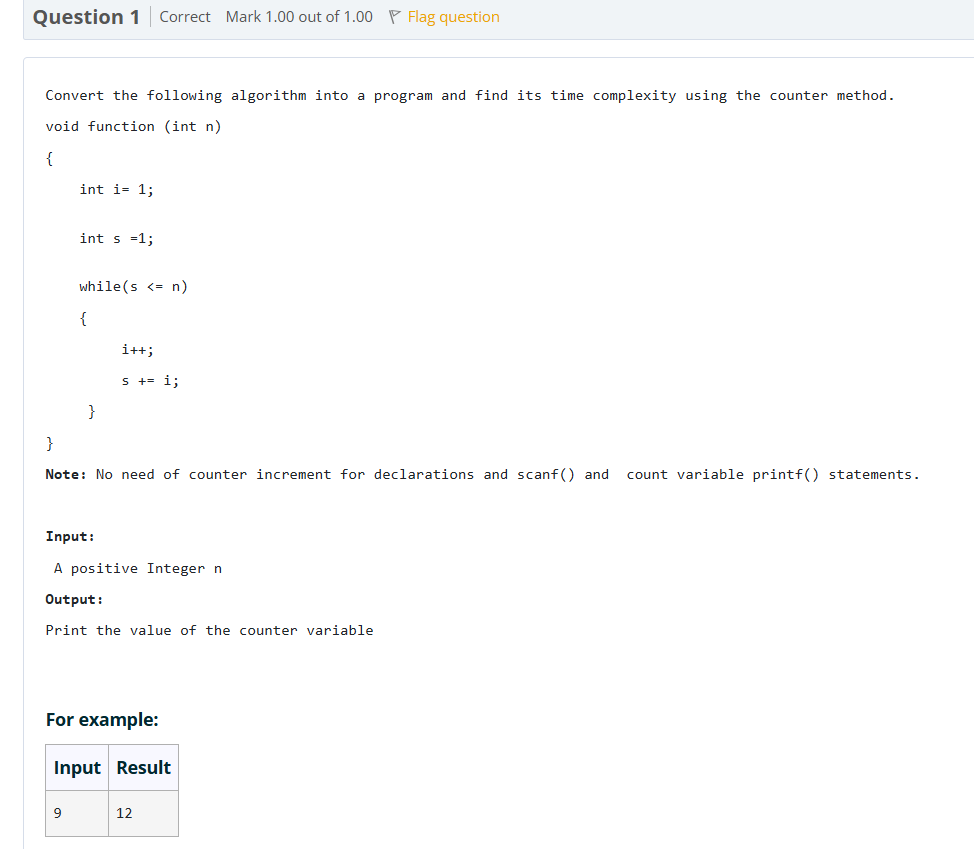 Question 1 Correct Mark 1.00 out of 1.00 Flag question
Convert the following algorithm into a program and find its time complexity using the counter method.
void function (int n)
{
int i= 1;
int s =1;
while(s <= n)
{
i++;
s += i;
}
}
Note: No need of counter increment for declarations and scanf() and count variable printf() statements.
Input:
A positive Integer n
Output:
Print the value of the counter variable
For example:
Input Result
9 12